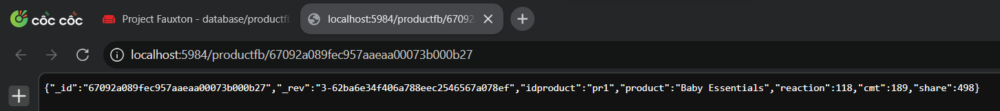 cốc cốc
Project Fauxton - database/productfb
localhost:5984/productfb/67092
localhost:5984/productfb/67092a089fec957aaeaa00073b000b27
{"_id":"67092a089fec957aaeaa00073b000b27","_rev":"3-62ba6e34f406a788eec2546567a078ef","idproduct":"pr1","product":"Baby Essentials","reaction":118,"cmt":189,"share":498}